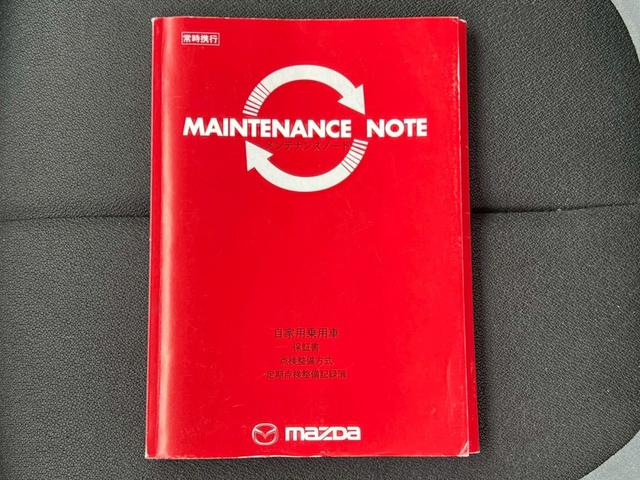 常時携行
MAINTENANCE NOTE
メンテナンスノート
自家用乗用車
保証書
点検整備方式
定期点検整備記録簿
mazda